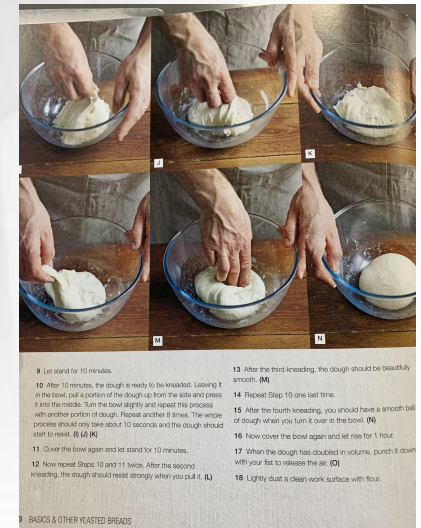 J
K
M
N
9 Let stand for 10 minutes.
10 After 10 minutes, the dough is ready to be kneaded. Leaving it
in the bowl, pull a portion of the dough up from the side and press
it into the middle. Turn the bowl slightly and repeat this process
with another portion of dough. Repeat another 8 times. The whole
process should only take about 10 seconds and the dough should
start to resist. (I) (J) (K)
11 Cover the bowl again and let stand for 10 minutes.
12 Now repeat Steps 10 and 11 twice. After the second
kneading, the dough should resist strongly when you pull it. (L)
13 After the third kneading, the dough should be beautifully
smooth. (M)
14 Repeat Step 10 one last time.
15 After the fourth kneading, you should have a smooth ball
of dough when you turn it over in the bowl. (N)
16 Now cover the bowl again and let rise for 1 hour.
17 When the dough has doubled in volume, punch it down
with your fist to release the air. (O)
18 Lightly dust a clean work surface with flour.
BASICS & OTHER YEASTED BREADS